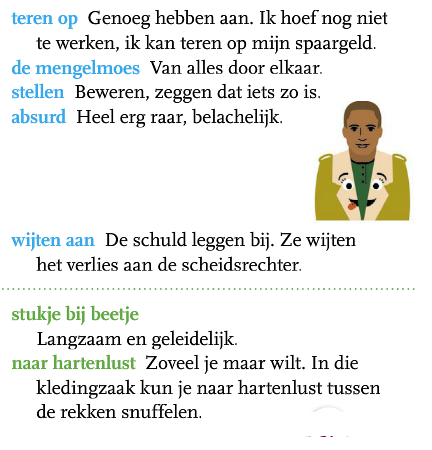 teren op Genoeg hebben aan. Ik hoef nog niet
te werken, ik kan teren op mijn spaargeld.
de mengelmoes Van alles door elkaar.
stellen Beweren, zeggen dat iets zo is.
absurd Heel erg raar, belachelijk.
wijten aan De schuld leggen bij. Ze wijten
het verlies aan de scheidsrechter.
stukje bij beetje
Langzaam en geleidelijk.
naar hartenlust Zoveel je maar wilt. In die
kledingzaak kun je naar hartenlust tussen
de rekken snuffelen.